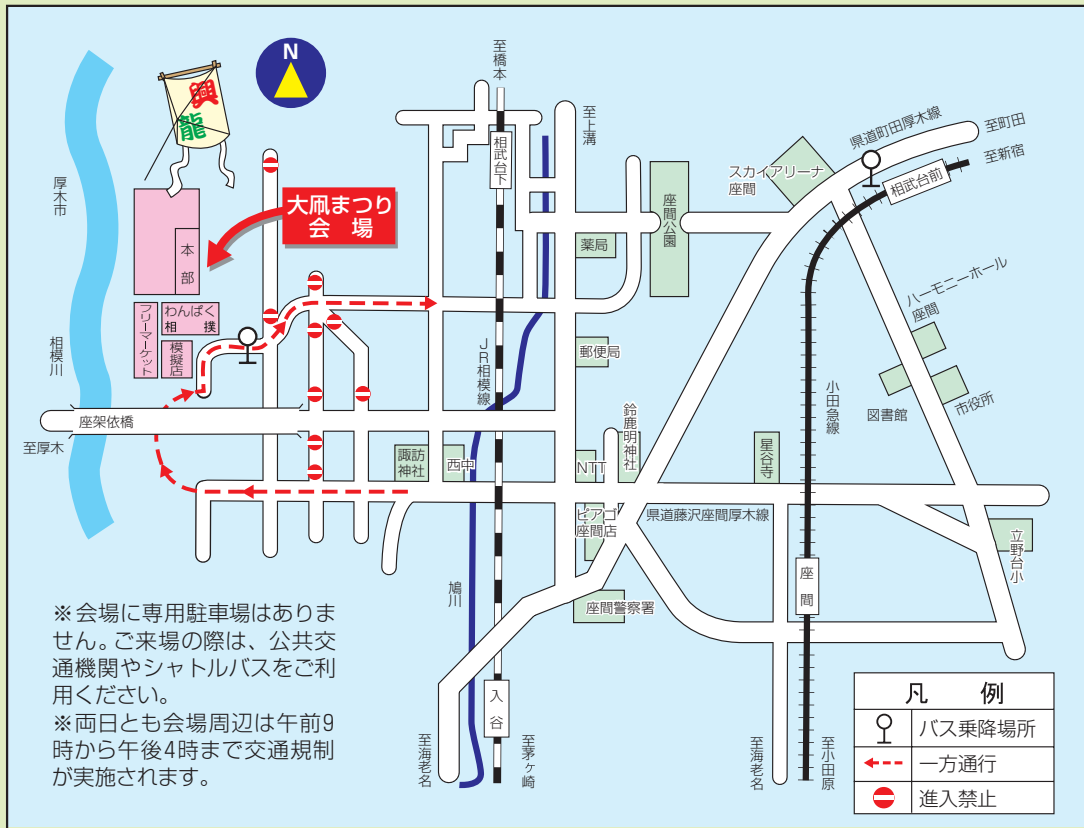 N
興
龍
至橋本
至上溝
県道町田厚木線
至町田
至新宿
スカイアリーナ
座間
相武台前
相武台下
厚木市
大凧まつり
会 場
本部
座間公園
薬局
ハーモニーホール
座間
フリーマーケット
わんぱく
相 撲
模擬店
相模川
JR相模線
郵便局
小田急線
図書館
市役所
座架依橋
至厚木
鈴鹿明神社
諏訪
神社
西中
NTT
星谷寺
ピアゴ
座間店
県道藤沢座間厚木線
立野台小
鳩川
座間警察署
座間
入谷
至海老名
至茅ヶ崎
至海老名
至小田原
※会場に専用駐車場はありま
せん。ご来場の際は、公共交
通機関やシャトルバスをご利
用ください。
※両日とも会場周辺は午前9
時から午後4時まで交通規制
が実施されます。
凡 例
バス乗降場所
一方通行
進入禁止